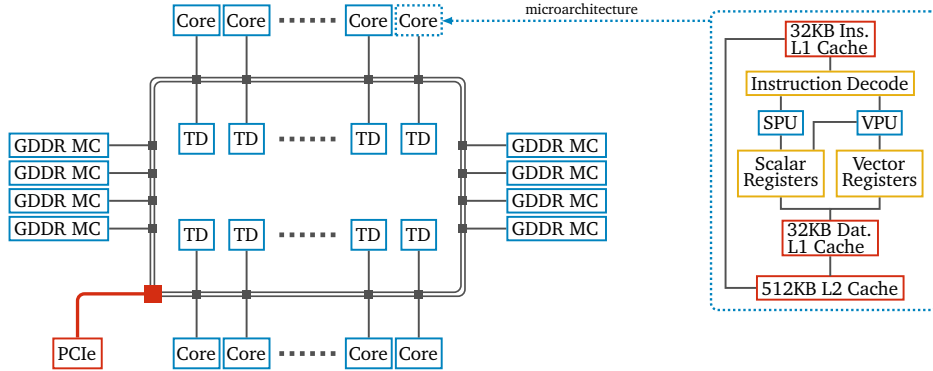 Core Core Core Core
microarchitecture
32KB Ins.
L1 Cache
Instruction Decode
SPU VPU
Scalar
Registers
Vector
Registers
32KB Dat.
L1 Cache
512KB L2 Cache
TD TD TD TD
GDDR MC
GDDR MC
GDDR MC
GDDR MC
GDDR MC
GDDR MC
GDDR MC
GDDR MC
TD TD TD TD
PCIe
Core Core Core Core